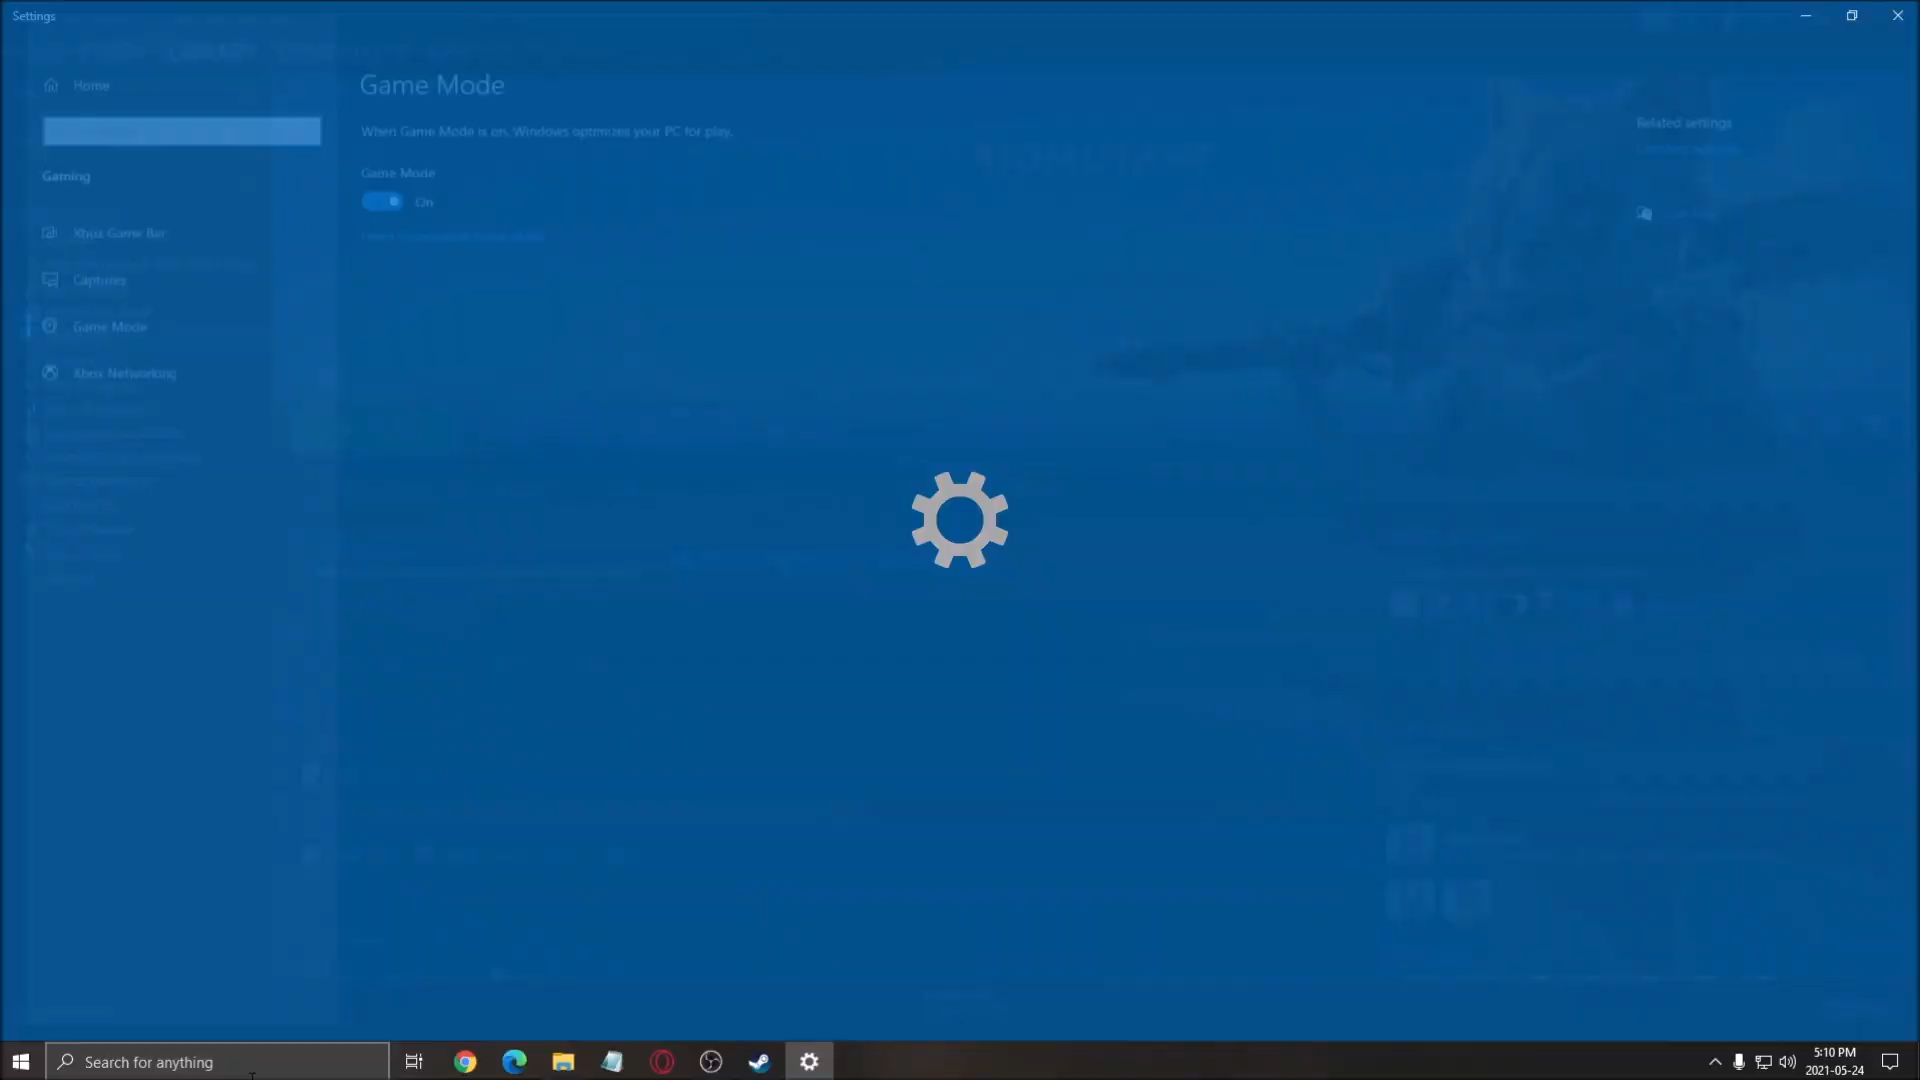 Settings
Home
Game Mode
When Game Mode is on, Windows optimizes your PC for play.
Related settings
Gaming
Game Mode
On
Xbox Game Bar
Captures
Game Mode
Xbox Networking
Search for anything
5:10 PM
2021-05-24